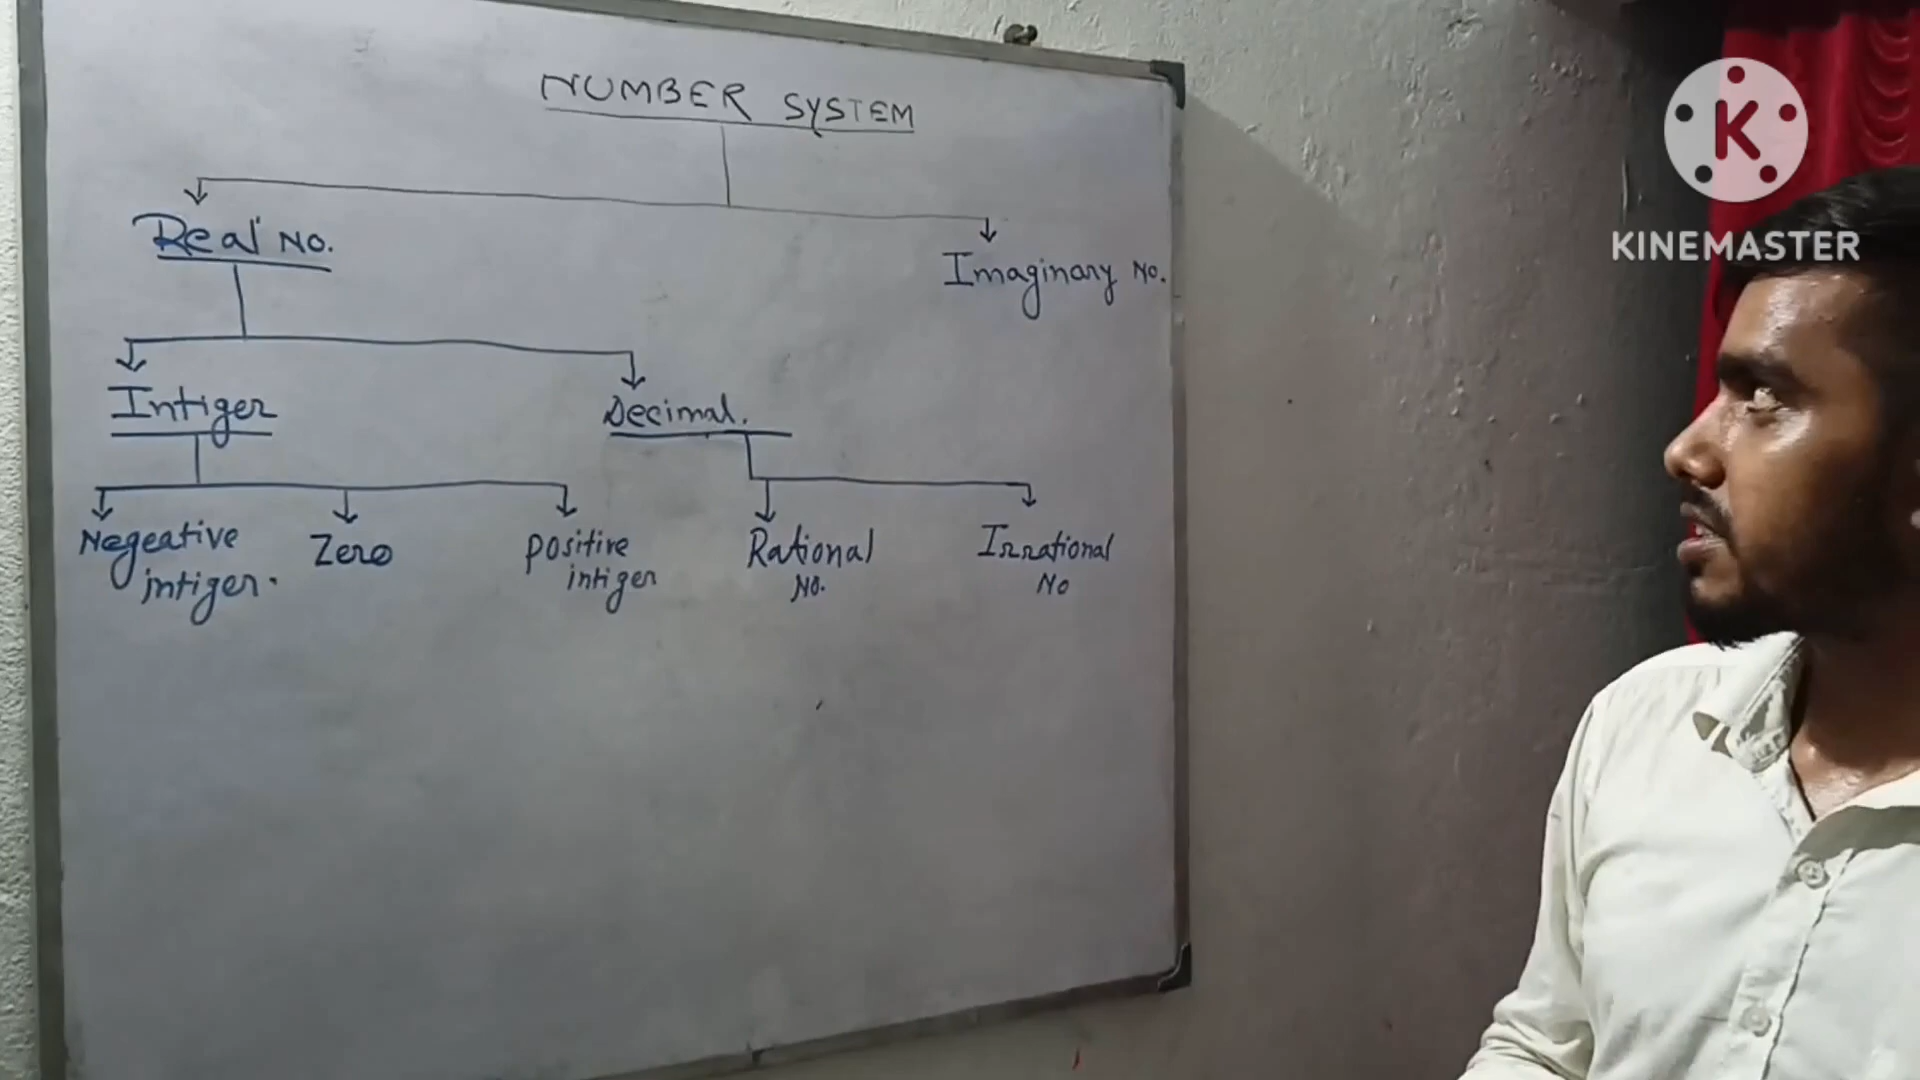 NUMBER SYSTEM
Real No.
Imaginary No.
Intiger
Decimal.
Negeative
intiger.
Zero
Positive
intiger
Rational
No.
Irrational
No
K
KINEMASTER